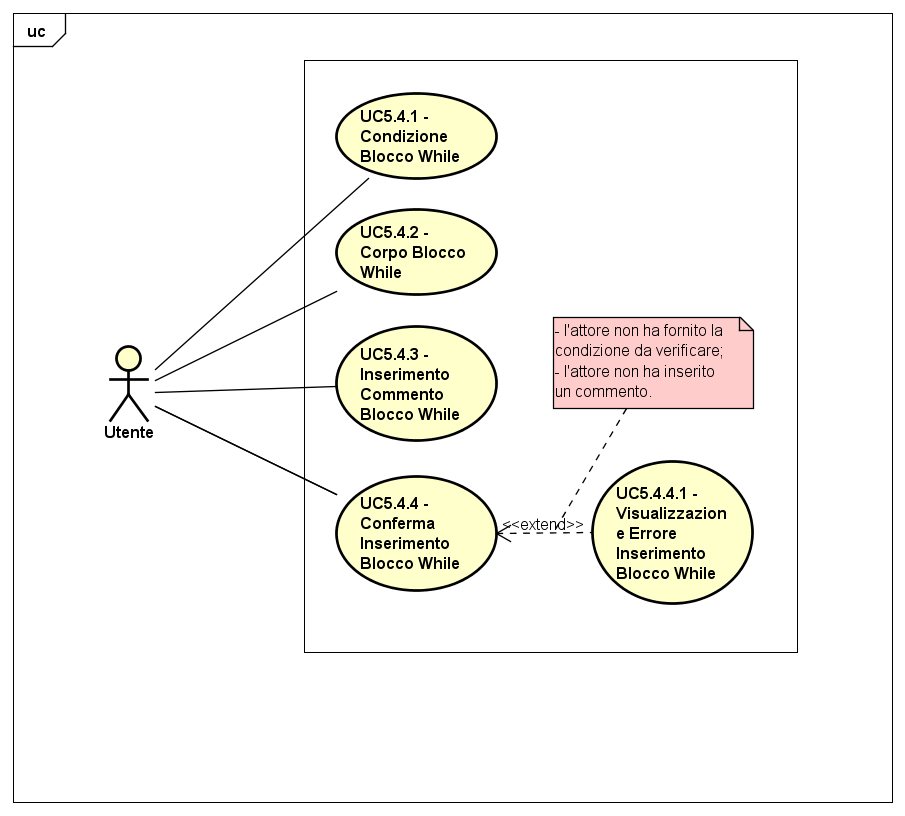 uc
UC5.4.1 -
Condizione
Blocco While
UC5.4.2 -
Corpo Blocco
While
UC5.4.3 -
Inserimento
Commento
Blocco While
- l'attore non ha fornito la
condizione da verificare;
- l'attore non ha inserito
un commento.
Utente
UC5.4.4 -
Conferma
Inserimento
Blocco While
<<extend>>
UC5.4.4.1 -
Visualizzazion
e Errore
Inserimento
Blocco While